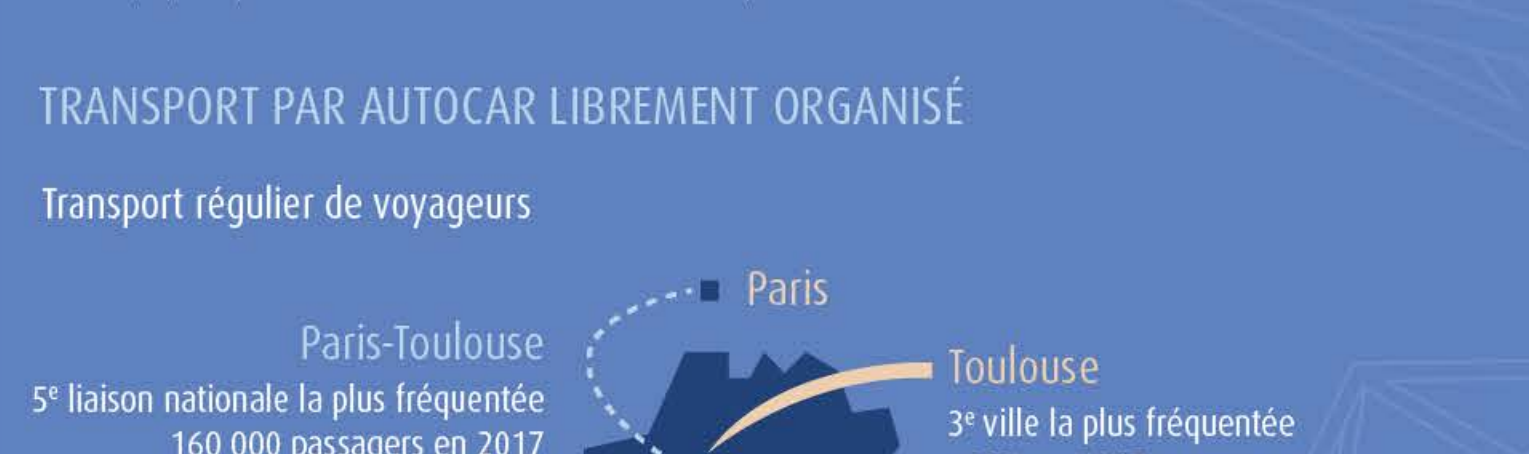 TRANSPORT PAR AUTOCAR LIBREMENT ORGANISÉ
Transport régulier de voyageurs
Paris
Paris-Toulouse
5e liaison nationale la plus fréquentée
160 000 passagers en 2017
Toulouse
3e ville la plus fréquentée